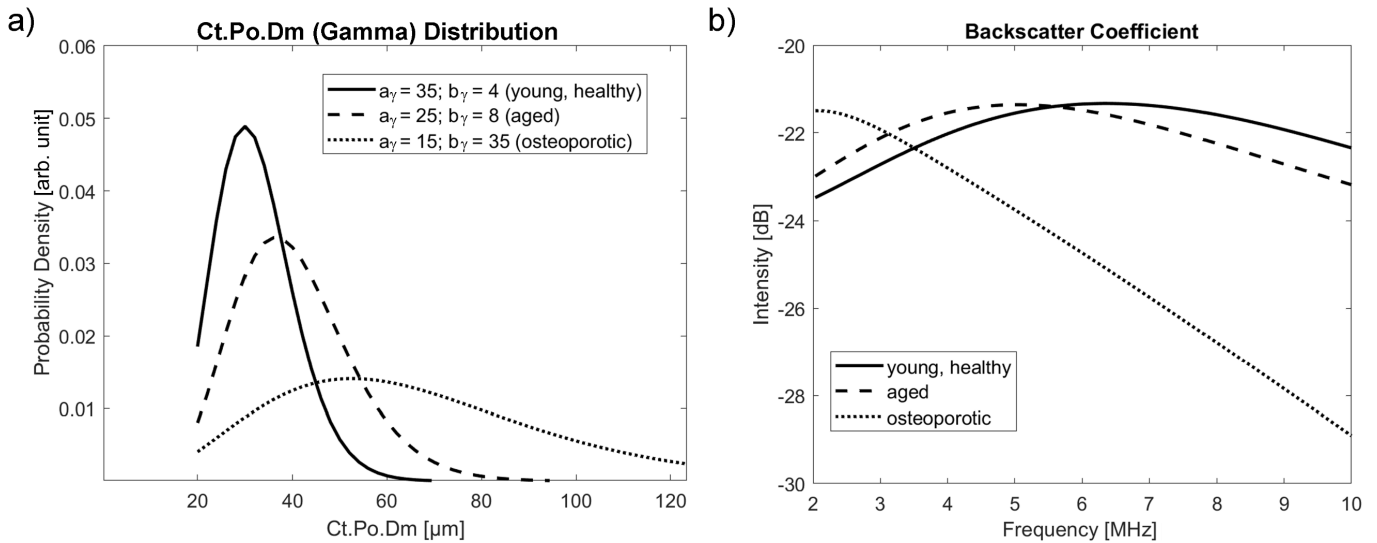 a)
Ct.Po.Dm (Gamma) Distribution
0.06
0.05
0.04
0.03
0.02
0.01
Probability Density [arb. unit]
aγ = 35; bγ = 4 (young, healthy)
aγ = 25; bγ = 8 (aged)
aγ = 15; bγ = 35 (osteoporotic)
20 40 60 80 100 120
Ct.Po.Dm [µm]
b)
Backscatter Coefficient
-20
-22
-24
-26
-28
-30
Intensity [dB]
young, healthy
aged
osteoporotic
2 3 4 5 6 7 8 9 10
Frequency [MHz]